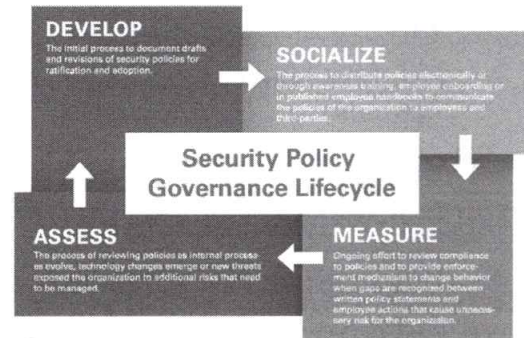 DEVELOP
The initial process to document drafts
and revisions of security policies for
ratification and adoption.
SOCIALIZE
The process to distribute policies electronically or
through awareness training, employee onboarding or
in published employee handbooks to communicate
the policies of the organization to employees and
third-parties.
Security Policy
Governance Lifecycle
ASSESS
The process of reviewing policies as internal process-
es evolve, technology changes emerge or new threats
exposed the organization to additional risks that need
to be managed.
MEASURE
Ongoing effort to review compliance
to policies and to provide enforce-
ment mechanism to change behavior
when gaps are recognized between
written policy statements and
employee actions that cause unneces-
sary risk for the organization.